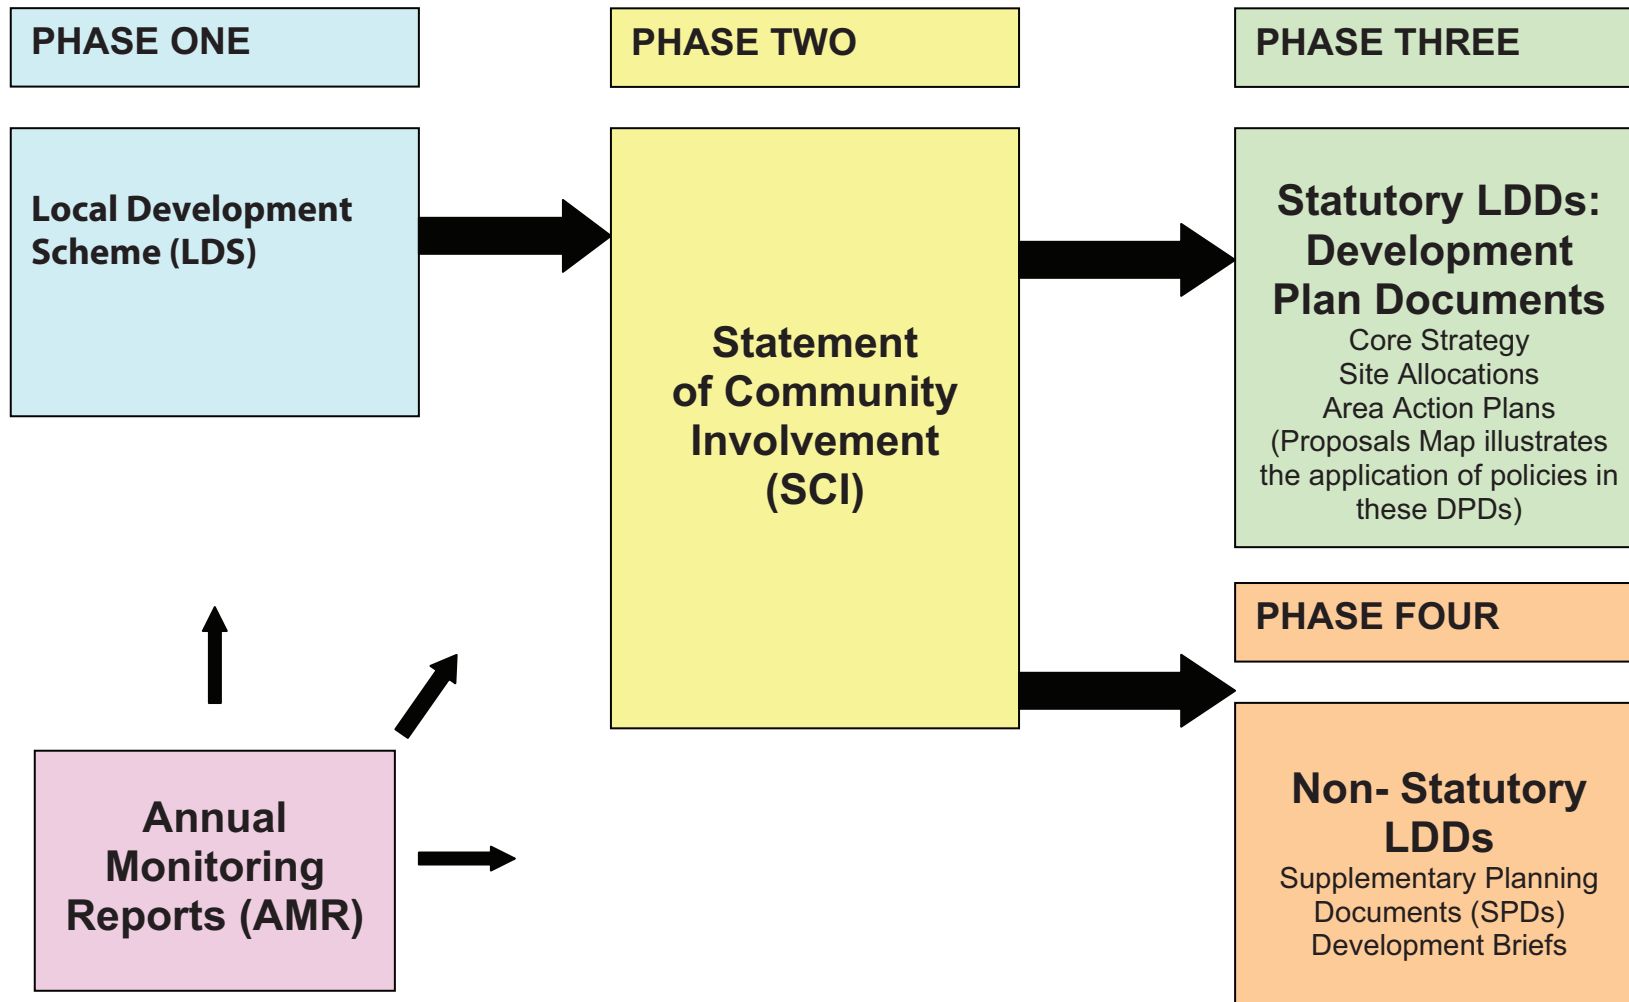 PHASE ONE
Local Development
Scheme (LDS)
PHASE TWO
Statement
of Community
Involvement
(SCI)
PHASE THREE
Statutory LDDs:
Development
Plan Documents
Core Strategy
Site Allocations
Area Action Plans
(Proposals Map illustrates
the application of policies in
these DPDs)
PHASE FOUR
Non- Statutory
LDDs
Supplementary Planning
Documents (SPDs)
Development Briefs
Annual
Monitoring
Reports (AMR)